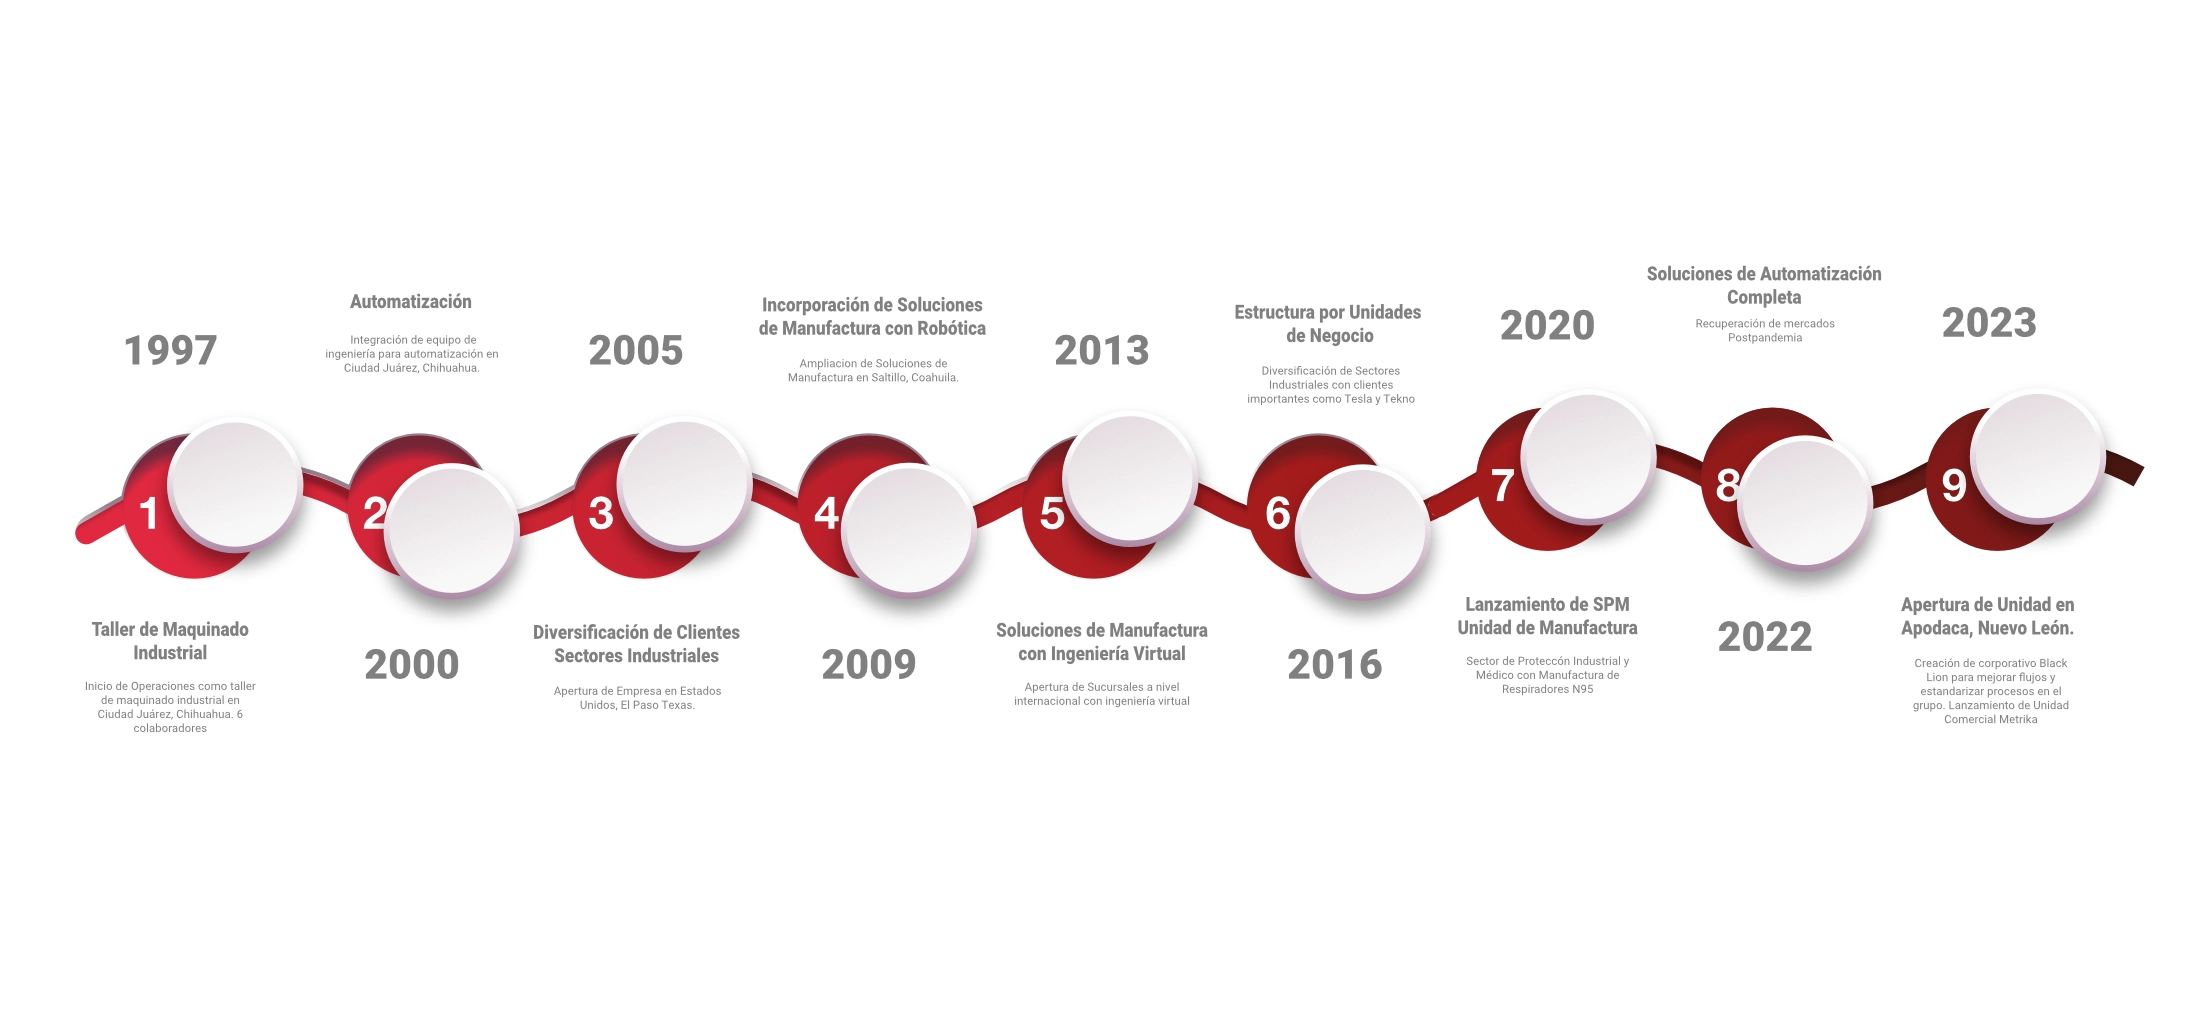 1997
1
Taller de Maquinado
Industrial
Inicio de Operaciones como taller
de maquinado industrial en
Ciudad Juárez, Chihuahua. 6
colaboradores
Automatización
Integración de equipo de
ingeniería para automatización en
Ciudad Juárez, Chihuahua.
2
2000
2005
3
Diversificación de Clientes
Sectores Industriales
Apertura de Empresa en Estados
Unidos, El Paso Texas.
Incorporación de Soluciones
de Manufactura con Robótica
Ampliacion de Soluciones de
Manufactura en Saltillo, Coahuila.
4
2009
2013
5
Soluciones de Manufactura
con Ingeniería Virtual
Apertura de Sucursales a nivel
internacional con ingeniería virtual
Estructura por Unidades
de Negocio
Diversificación de Sectores
Industriales con clientes
importantes como Tesla y Tekno
6
2016
2020
7
Lanzamiento de SPM
Unidad de Manufactura
Sector de Proteccón Industrial y
Médico con Manufactura de
Respiradores N95
Soluciones de Automatización
Completa
Recuperación de mercados
Postpandemia
8
2022
2023
9
Apertura de Unidad en
Apodaca, Nuevo León.
Creación de corporativo Black
Lion para mejorar flujos y
estandarizar procesos en el
grupo. Lanzamiento de Unidad
Comercial Metrika